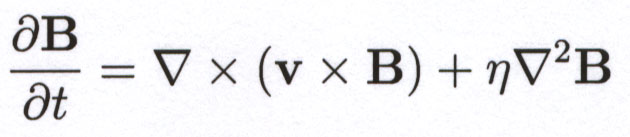 ∂𝐁/∂t = ∇ × (𝐯 × 𝐁) + η∇²𝐁